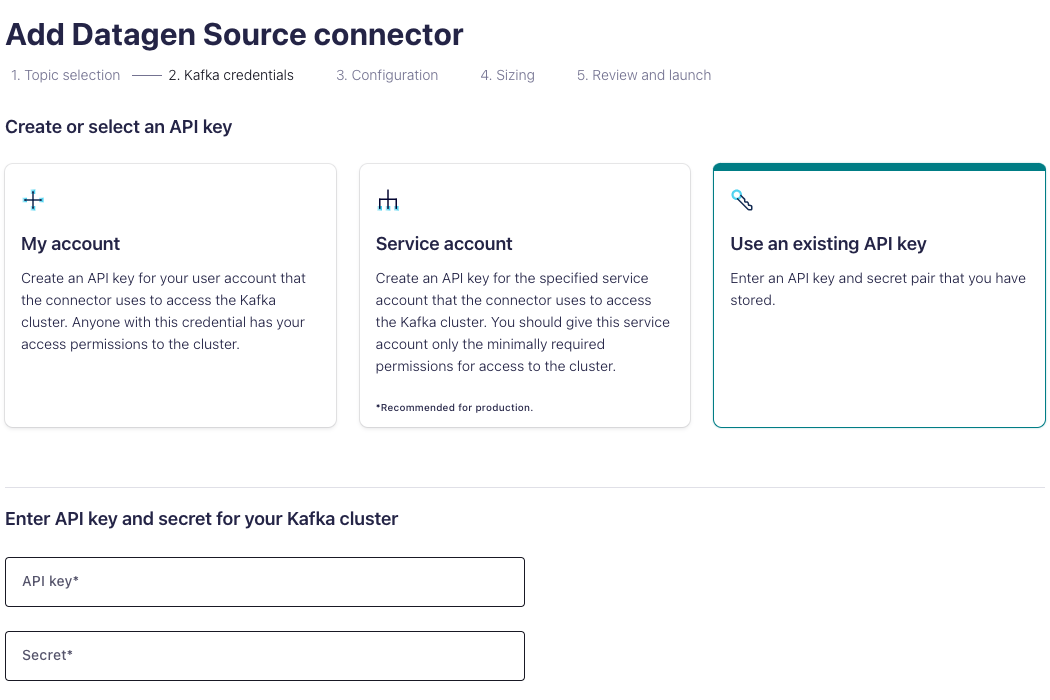 Add Datagen Source connector
1. Topic selection 2. Kafka credentials 3. Configuration 4. Sizing 5. Review and launch
Create or select an API key
My account
Create an API key for your user account that
the connector uses to access the Kafka
cluster. Anyone with this credential has your
access permissions to the cluster.
Service account
Create an API key for the specified service
account that the connector uses to access
the Kafka cluster. You should give this service
account only the minimally required
permissions for access to the cluster.
*Recommended for production.
Use an existing API key
Enter an API key and secret pair that you have
stored.
Enter API key and secret for your Kafka cluster
API key*
Secret*